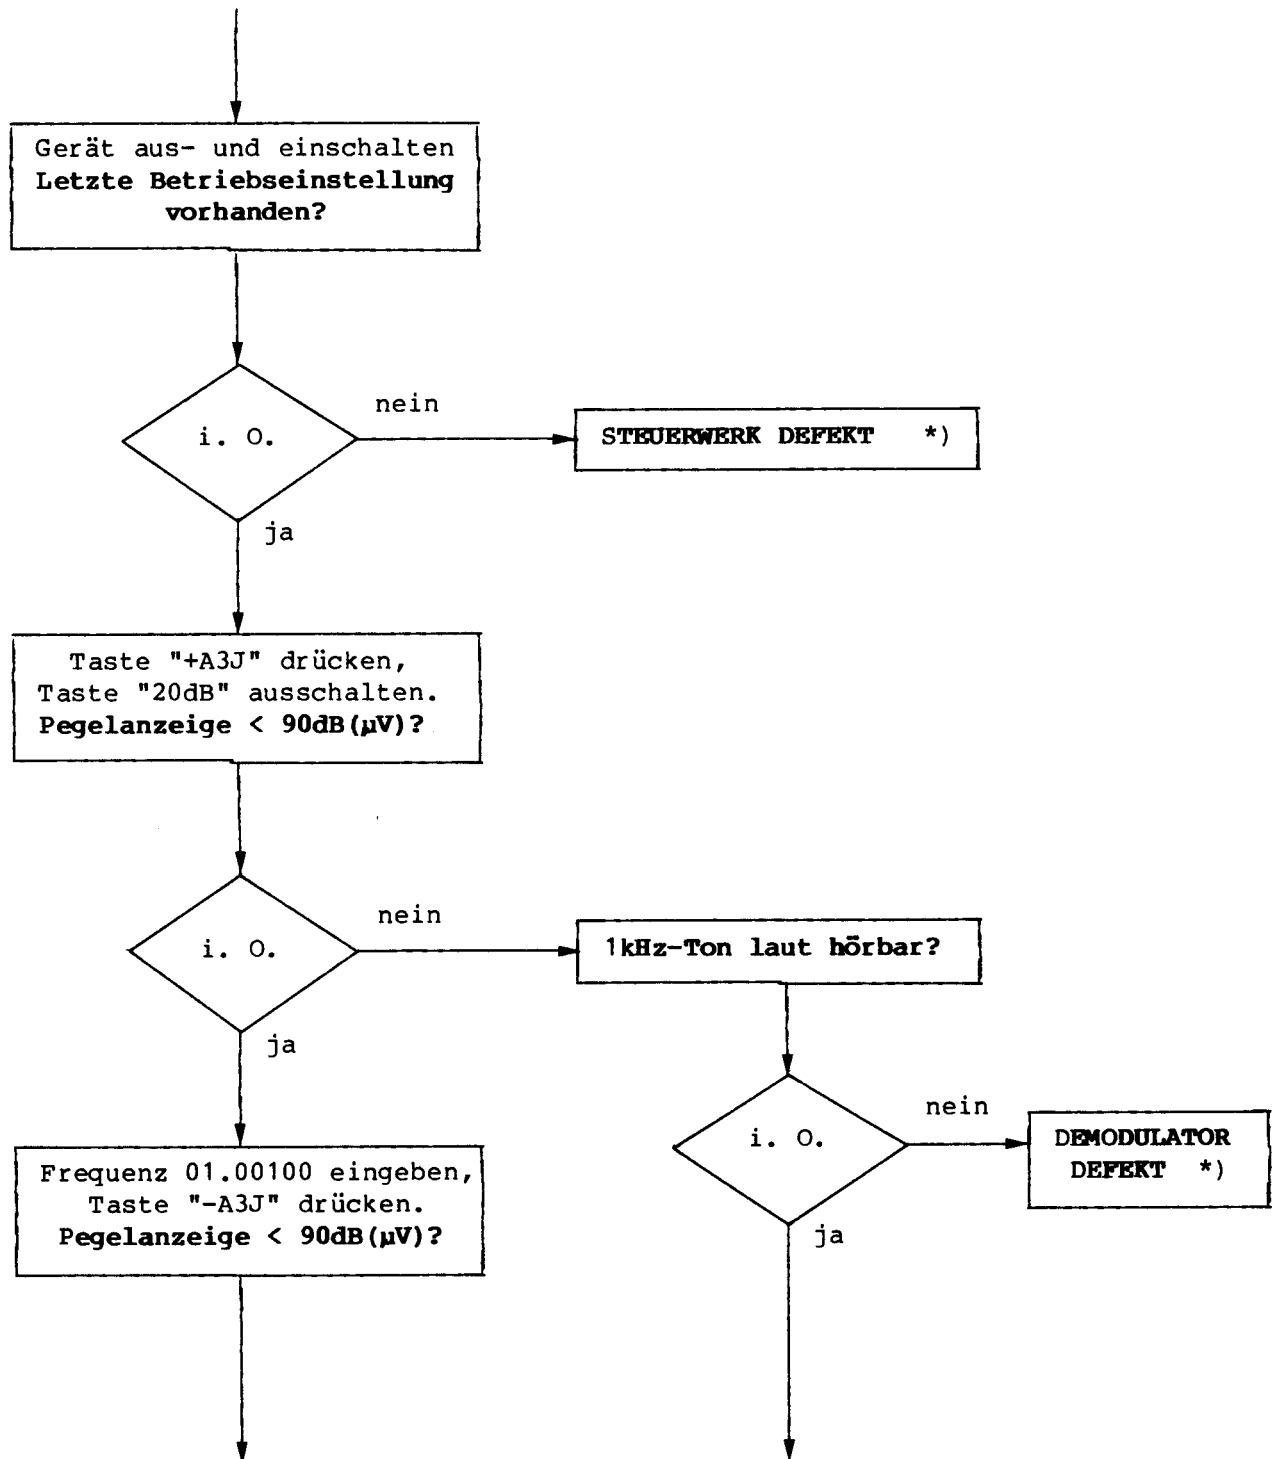 Gerät aus- und einschalten
Letzte Betriebseinstellung
vorhanden?
nein
i. O.
STEUERWERK DEFEKT *)
ja
Taste "+A3J" drücken,
Taste "20dB" ausschalten.
Pegelanzeige < 90dB(µV)?
nein
i. O.
1kHz-Ton laut hörbar?
ja
nein
i. O.
DEMODULATOR
DEFEKT *)
ja
Frequenz 01.00100 eingeben,
Taste "-A3J" drücken.
Pegelanzeige < 90dB(µV)?